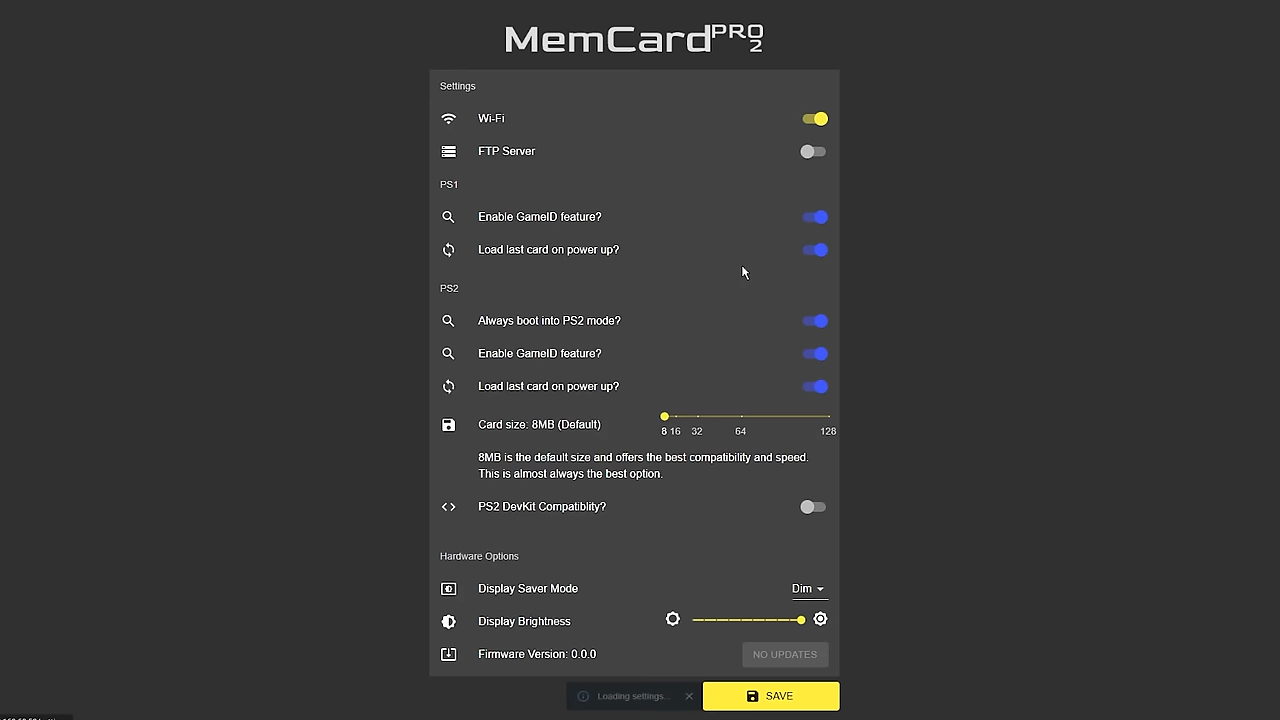 MemCardPRO2
Settings
Wi-Fi
FTP Server
PS1
Enable GameID feature?
Load last card on power up?
PS2
Always boot into PS2 mode?
Enable GameID feature?
Load last card on power up?
Card size: 8MB (Default)
8 16 32 64 128
8MB is the default size and offers the best compatibility and speed.
This is almost always the best option.
PS2 DevKit Compatiblity?
Hardware Options
Display Saver Mode Dim
Display Brightness
Firmware Version: 0.0.0 NO UPDATES
Loading settings... SAVE